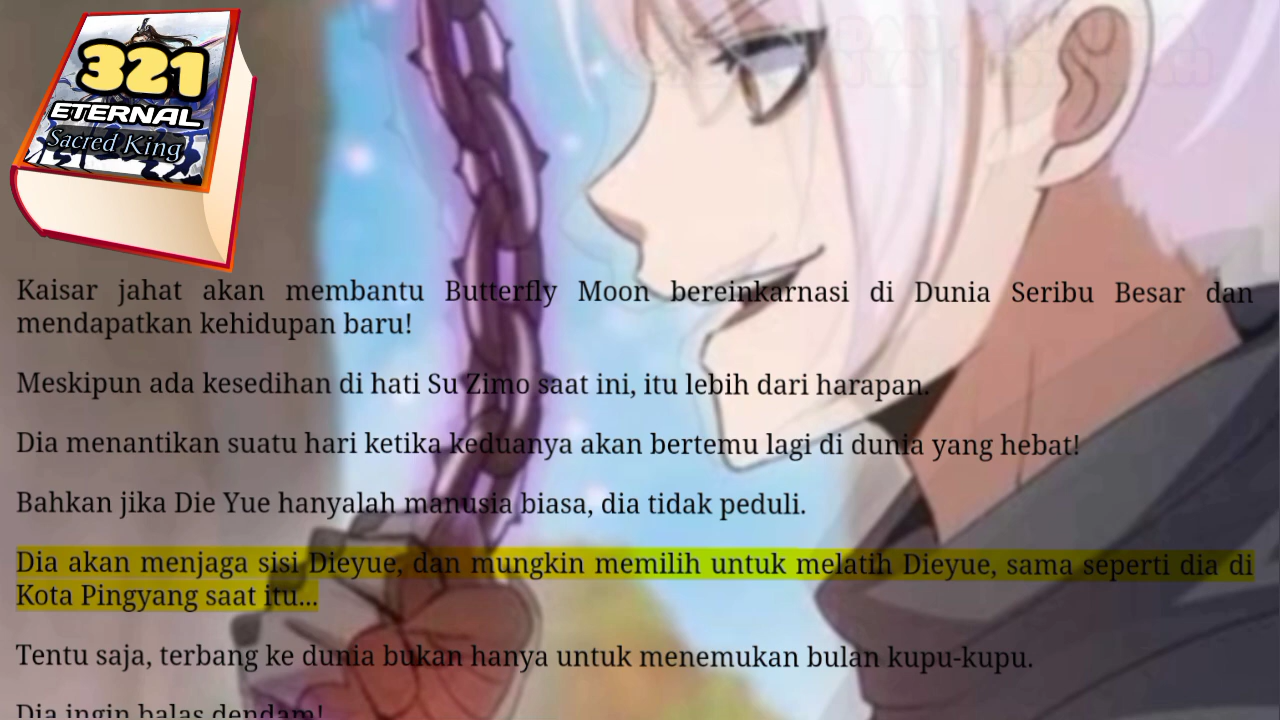 321
ETERNAL
Sacred King
Kaisar jahat akan membantu Butterfly Moon bereinkarnasi di Dunia Seribu Besar dan
mendapatkan kehidupan baru!
Meskipun ada kesedihan di hati Su Zimo saat ini, itu lebih dari harapan.
Dia menantikan suatu hari ketika keduanya akan bertemu lagi di dunia yang hebat!
Bahkan jika Die Yue hanyalah manusia biasa, dia tidak peduli.
Dia akan menjaga sisi Dieyue, dan mungkin memilih untuk melatih Dieyue, sama seperti dia di
Kota Pingyang saat itu...
Tentu saja, terbang ke dunia bukan hanya untuk menemukan bulan kupu-kupu.
Dia ingin balas dendam!